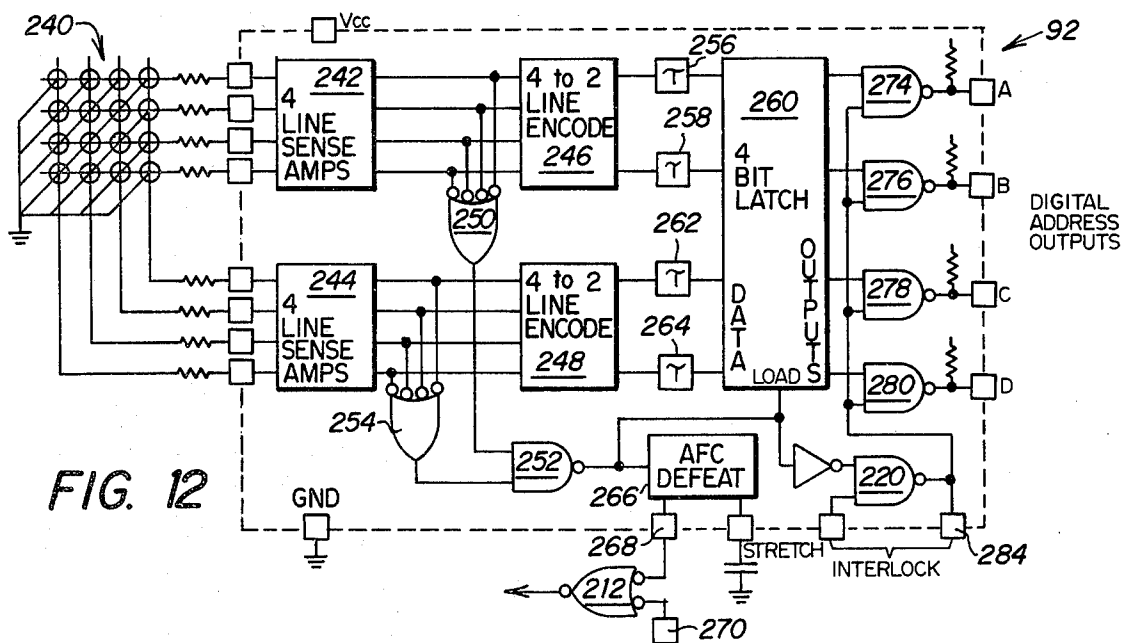 240
Vcc
92
242
4
LINE
SENSE
AMPS
4 to 2
LINE
ENCODE
246
256
τ
258
τ
260
4
BIT
LATCH
DATA
OUTPUTS
LOAD
274
A
276
B
DIGITAL
ADDRESS
OUTPUTS
250
244
4
LINE
SENSE
AMPS
4 to 2
LINE
ENCODE
248
262
τ
264
τ
278
C
280
D
254
252
AFC
DEFEAT
266
220
FIG. 12
GND
268
STRETCH
INTERLOCK
284
212
270